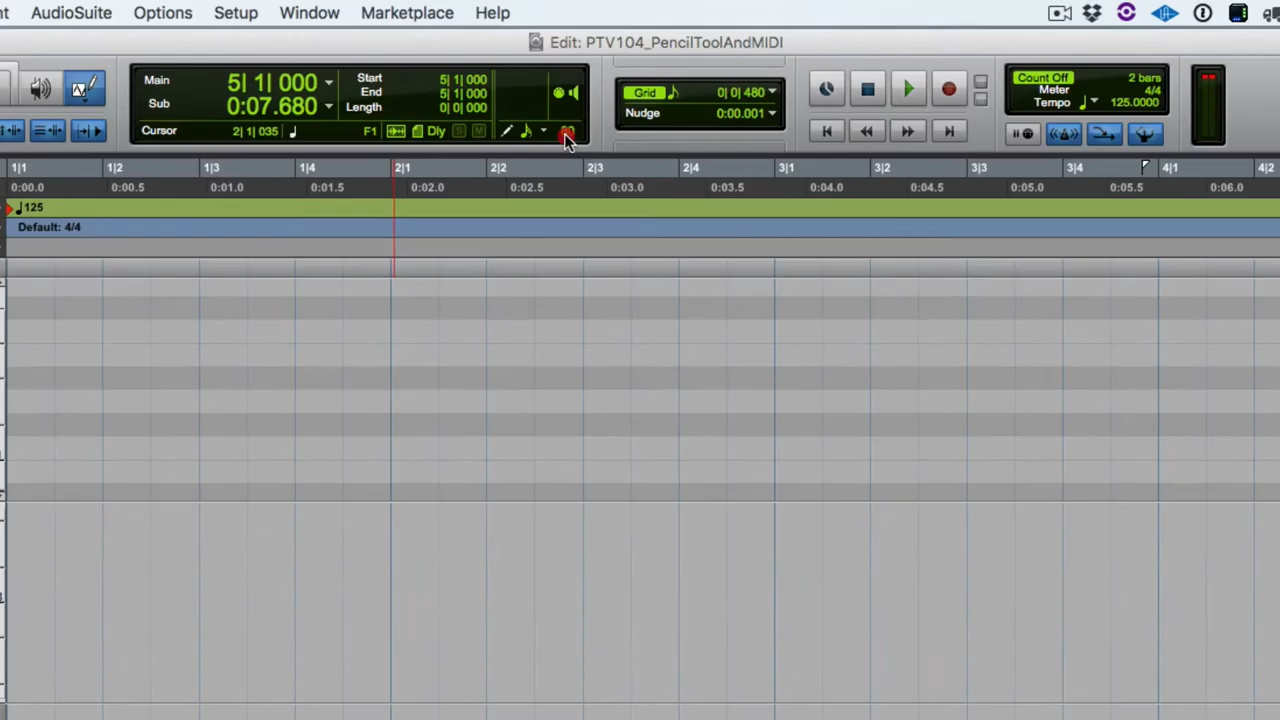 nt AudioSuite Options Setup Window Marketplace Help
Edit: PTV104_PencilToolAndMIDI
Main 5| 1| 000
Sub 0:07.680
Start 5| 1| 000
End 5| 1| 000
Length 0| 0| 000
Cursor 2| 1| 035 F1 Dly S M
Grid 0| 0| 480
Nudge 0:00.001
Count Off 2 bars
Meter 4/4
Tempo 125.0000
1|1 1|2 1|3 1|4 2|1 2|2 2|3 2|4 3|1 3|2 3|3 3|4 4|1 4|2
0:00.0 0:00.5 0:01.0 0:01.5 0:02.0 0:02.5 0:03.0 0:03.5 0:04.0 0:04.5 0:05.0 0:05.5 0:06.0
125
Default: 4/4